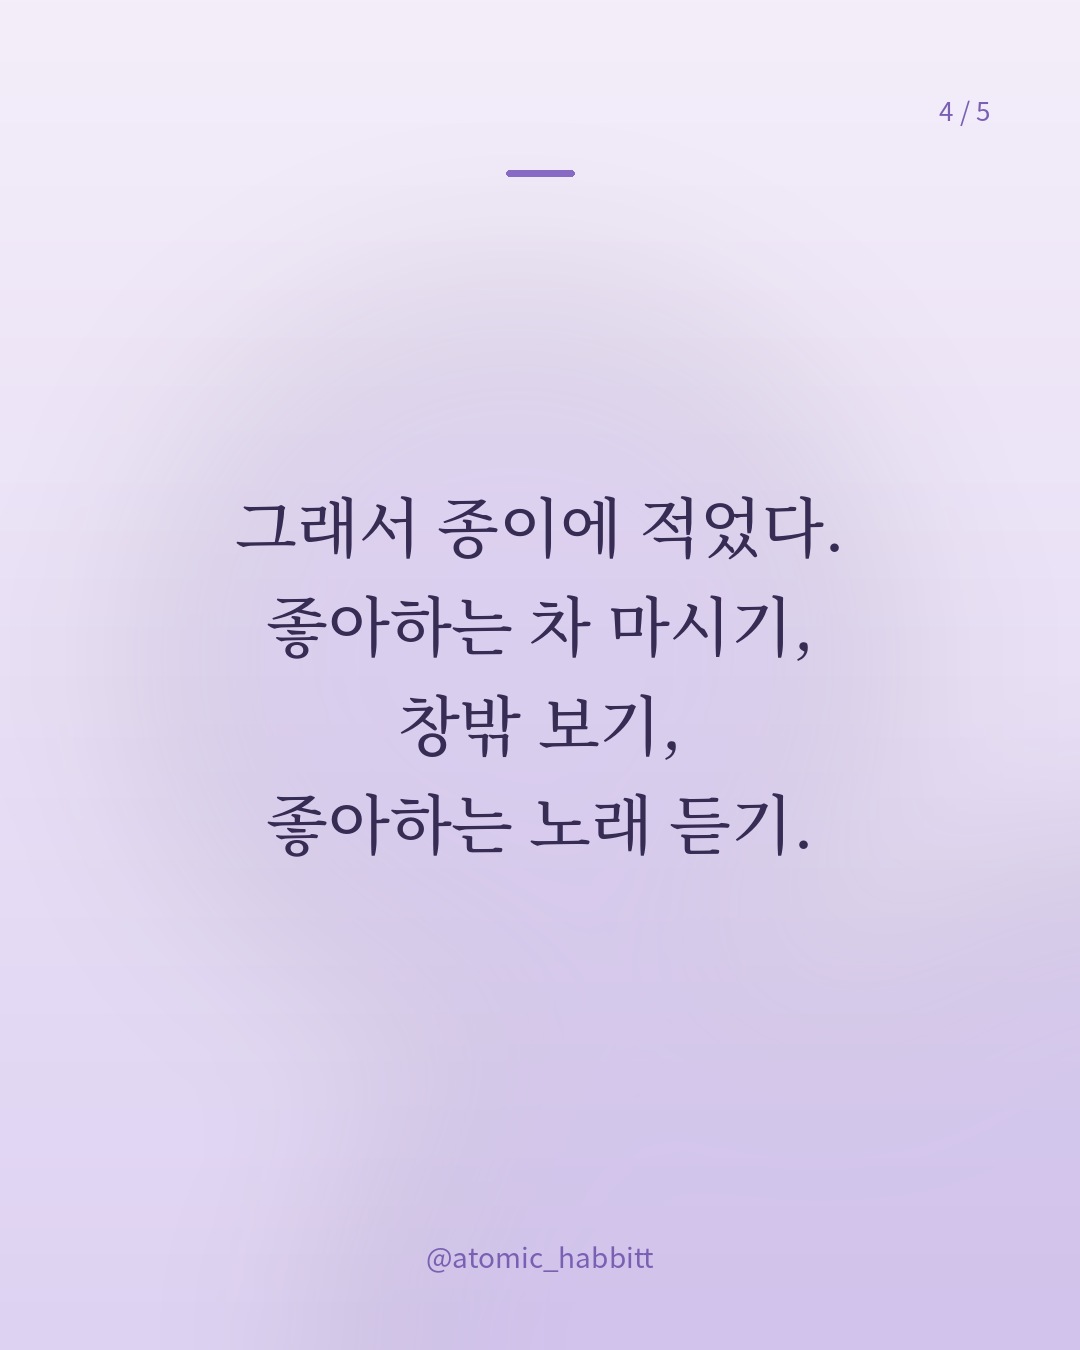 4 / 5
그래서 종이에 적었다.
좋아하는 차 마시기,
창밖 보기,
좋아하는 노래 듣기.
@atomic_habbitt